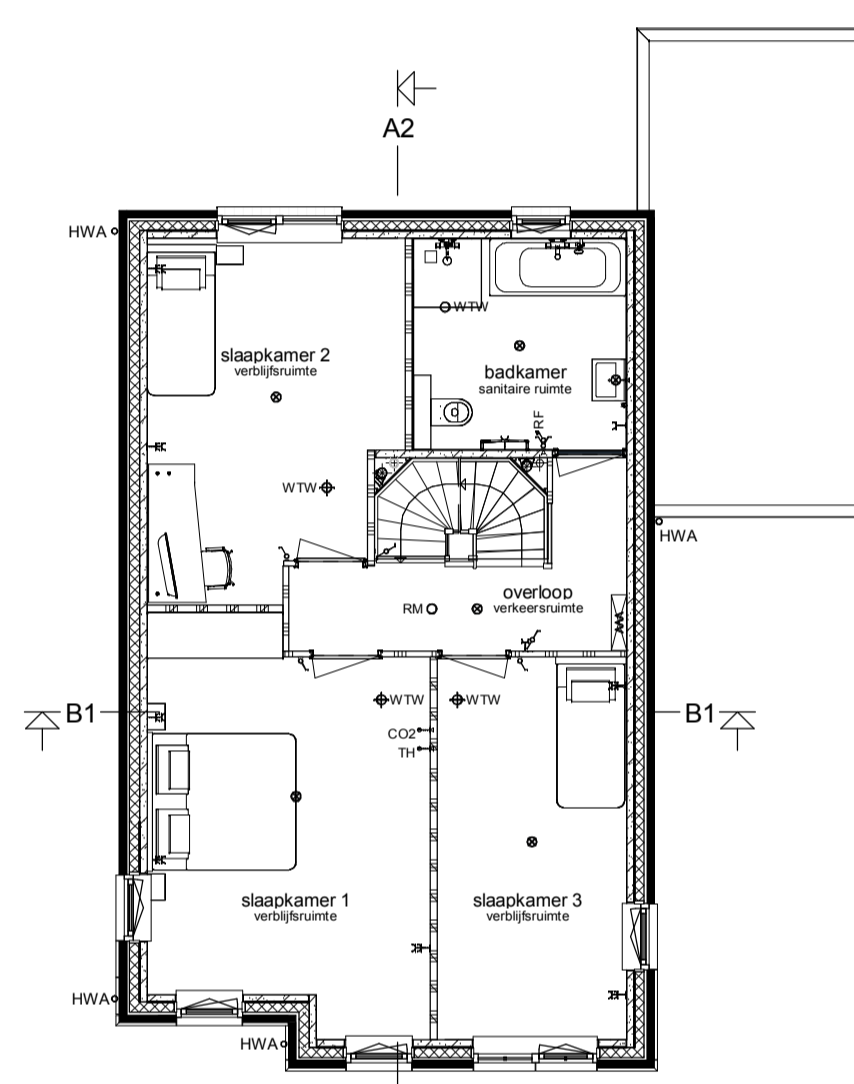 A2
HWA
WTW
slaapkamer 2
verblijfsruimte
badkamer
sanitaire ruimte
RF
WTW
HWA
overloop
verkeersruimte
RM
WTW
WTW
B1
B1
CO2
TH
slaapkamer 1
verblijfsruimte
slaapkamer 3
verblijfsruimte
HWA
HWA